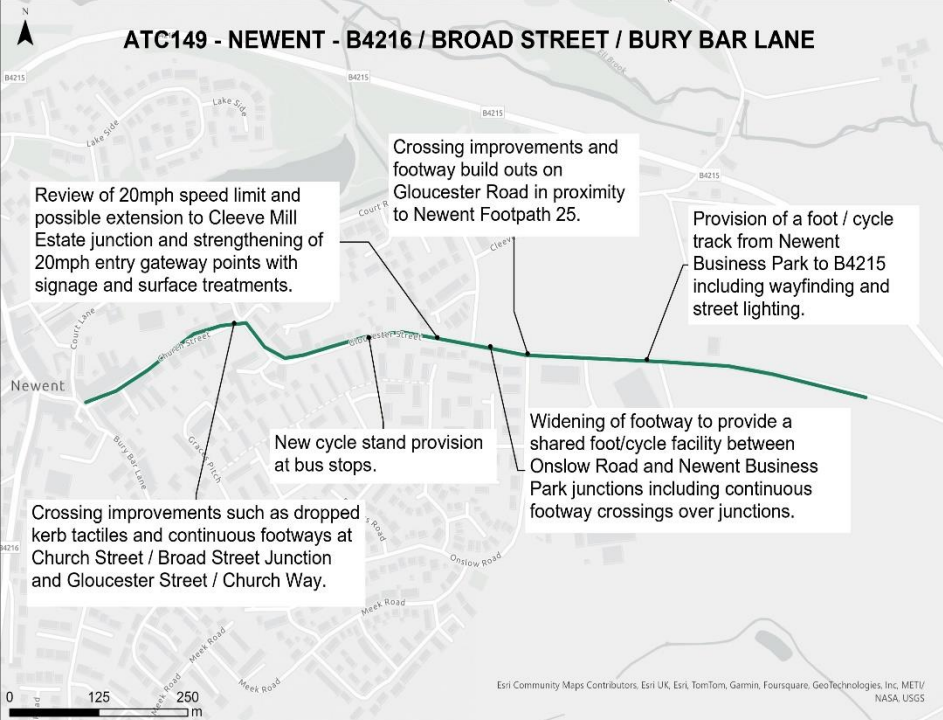 N
ATC149 - NEWENT - B4216 / BROAD STREET / BURY BAR LANE
B4215
B4215
B4215
B4215
Lake Side
Lake Side
Crossing improvements and
footway build outs on
Gloucester Road in proximity
to Newent Footpath 25.
Review of 20mph speed limit and
possible extension to Cleeve Mill
Estate junction and strengthening of
20mph entry gateway points with
signage and surface treatments.
Provision of a foot / cycle
track from Newent
Business Park to B4215
including wayfinding and
street lighting.
Court R
Cleev
Court Lane
Church Street
Gloucester Street
Newent
Bury Bar Lane
Graces Pitch
New cycle stand provision
at bus stops.
Widening of footway to provide a
shared foot/cycle facility between
Onslow Road and Newent Business
Park junctions including continuous
footway crossings over junctions.
Crossing improvements such as dropped
kerb tactiles and continuous footways at
Church Street / Broad Street Junction
and Gloucester Street / Church Way.
B4216
s Road
Onslow Road
Meek Road
Meek Road
Meek Road
Meek Road
0 125 250
m
Esri Community Maps Contributors, Esri UK, Esri, TomTom, Garmin, Foursquare, GeoTechnologies, Inc, METI/
NASA, USGS